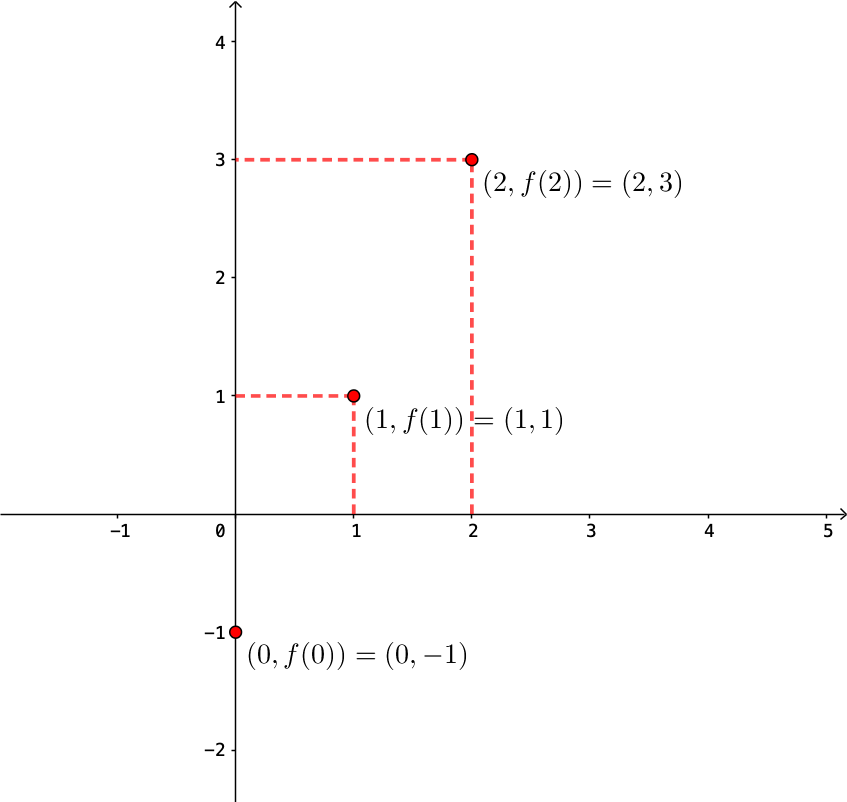 4
3
(2, f(2)) = (2, 3)
2
1
(1, f(1)) = (1, 1)
−1 0 1 2 3 4 5
−1
(0, f(0)) = (0, −1)
−2